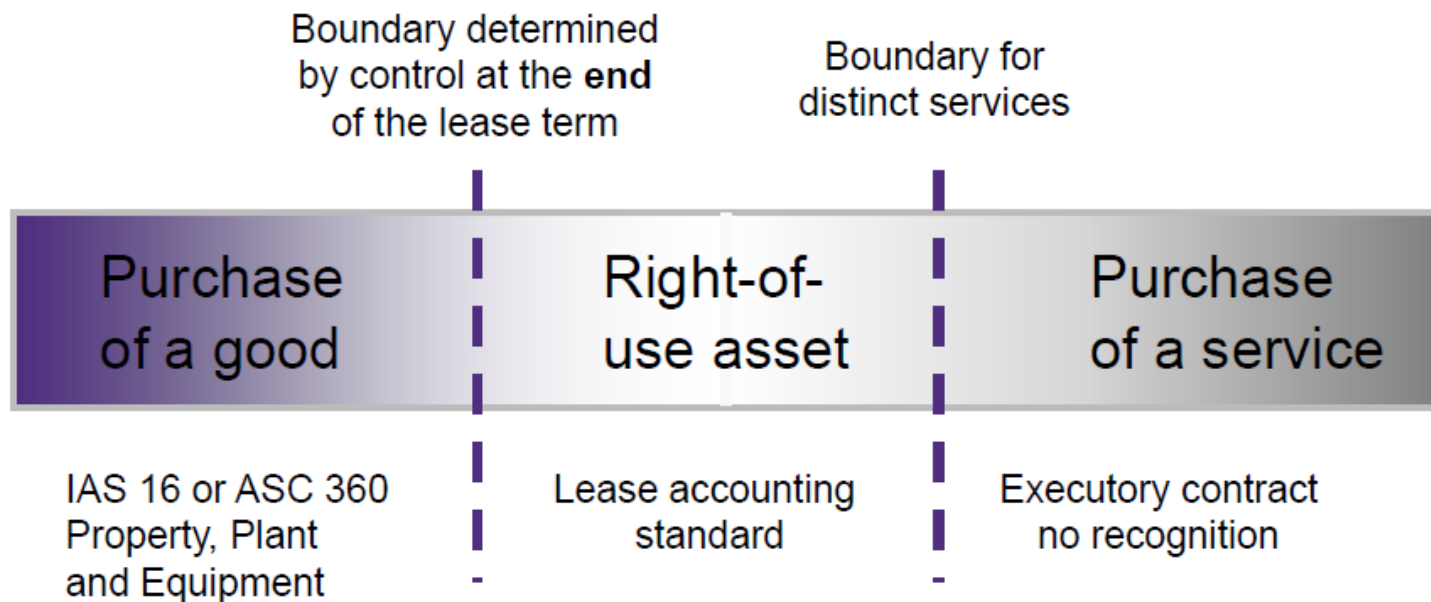 Boundary determined
by control at the end
of the lease term
Boundary for
distinct services
Purchase
of a good
Right-of-
use asset
Purchase
of a service
IAS 16 or ASC 360
Property, Plant
and Equipment
Lease accounting
standard
Executory contract
no recognition